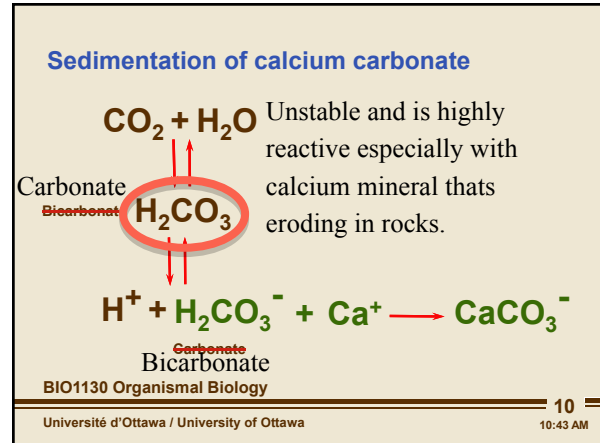 Sedimentation of calcium carbonate
CO₂ + H₂O
Unstable and is highly
reactive especially with
calcium mineral thats
eroding in rocks.
Carbonate
Bicarbonat
H₂CO₃
H⁺ + H₂CO₃⁻ + Ca⁺ → CaCO₃⁻
Carbonate
Bicarbonate
BIO1130 Organismal Biology
10
Université d'Ottawa / University of Ottawa
10:43 AM